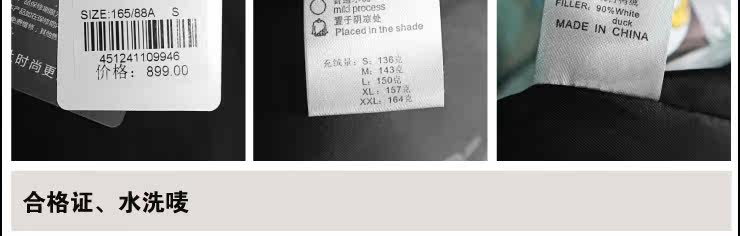 SIZE:165/88A S
451241109946
价格: 899.00
时尚更
mild process
置于阴凉处
Placed in the shade
充绒量: S: 136克
M: 143克
L: 150克
XL: 157克
XXL: 164克
FILLER: 90%White
duck
MADE IN CHINA
合格证、水洗唛